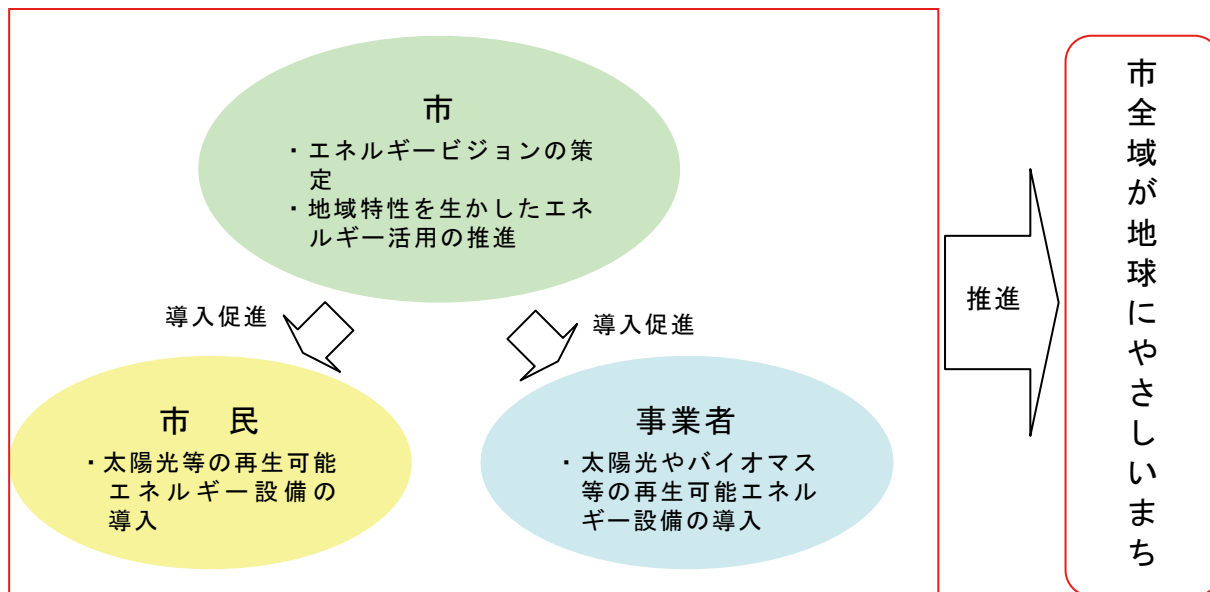 市
・エネルギービジョンの策
定
・地域特性を生かしたエネ
ルギー活用の推進
導入促進
導入促進
市　民
・太陽光等の再生可能
エネルギー設備の
導入
事業者
・太陽光やバイオマス
等の再生可能エネル
ギー設備の導入
推進
市全域が地球にやさしいまち